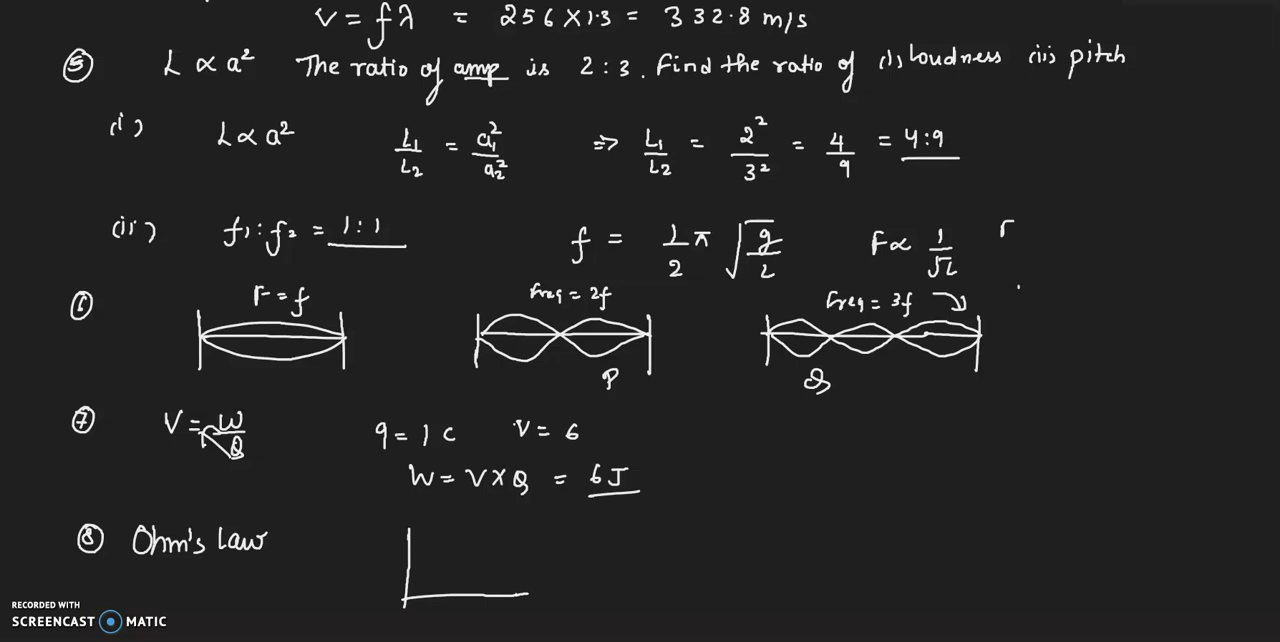 V = fλ = 256 X 1.3 = 332.8 m/s
⑤ L ∝ a² The ratio of amp is 2 : 3. Find the ratio of (i) loudness (ii) pitch
(i) L ∝ a² L₁/L₂ = a₁²/a₂² => L₁/L₂ = 2²/3² = 4/9 = 4:9
(ii) f₁ : f₂ = 1 : 1 f = 1/2 π √g/L F ∝ 1/√L
⑥ F = f Freq = 2f Freq = 3f
P
⑦ V = W/Q q = 1 C V = 6
W = V X Q = 6 J
⑧ Ohm's Law
RECORDED WITH
SCREENCAST MATIC